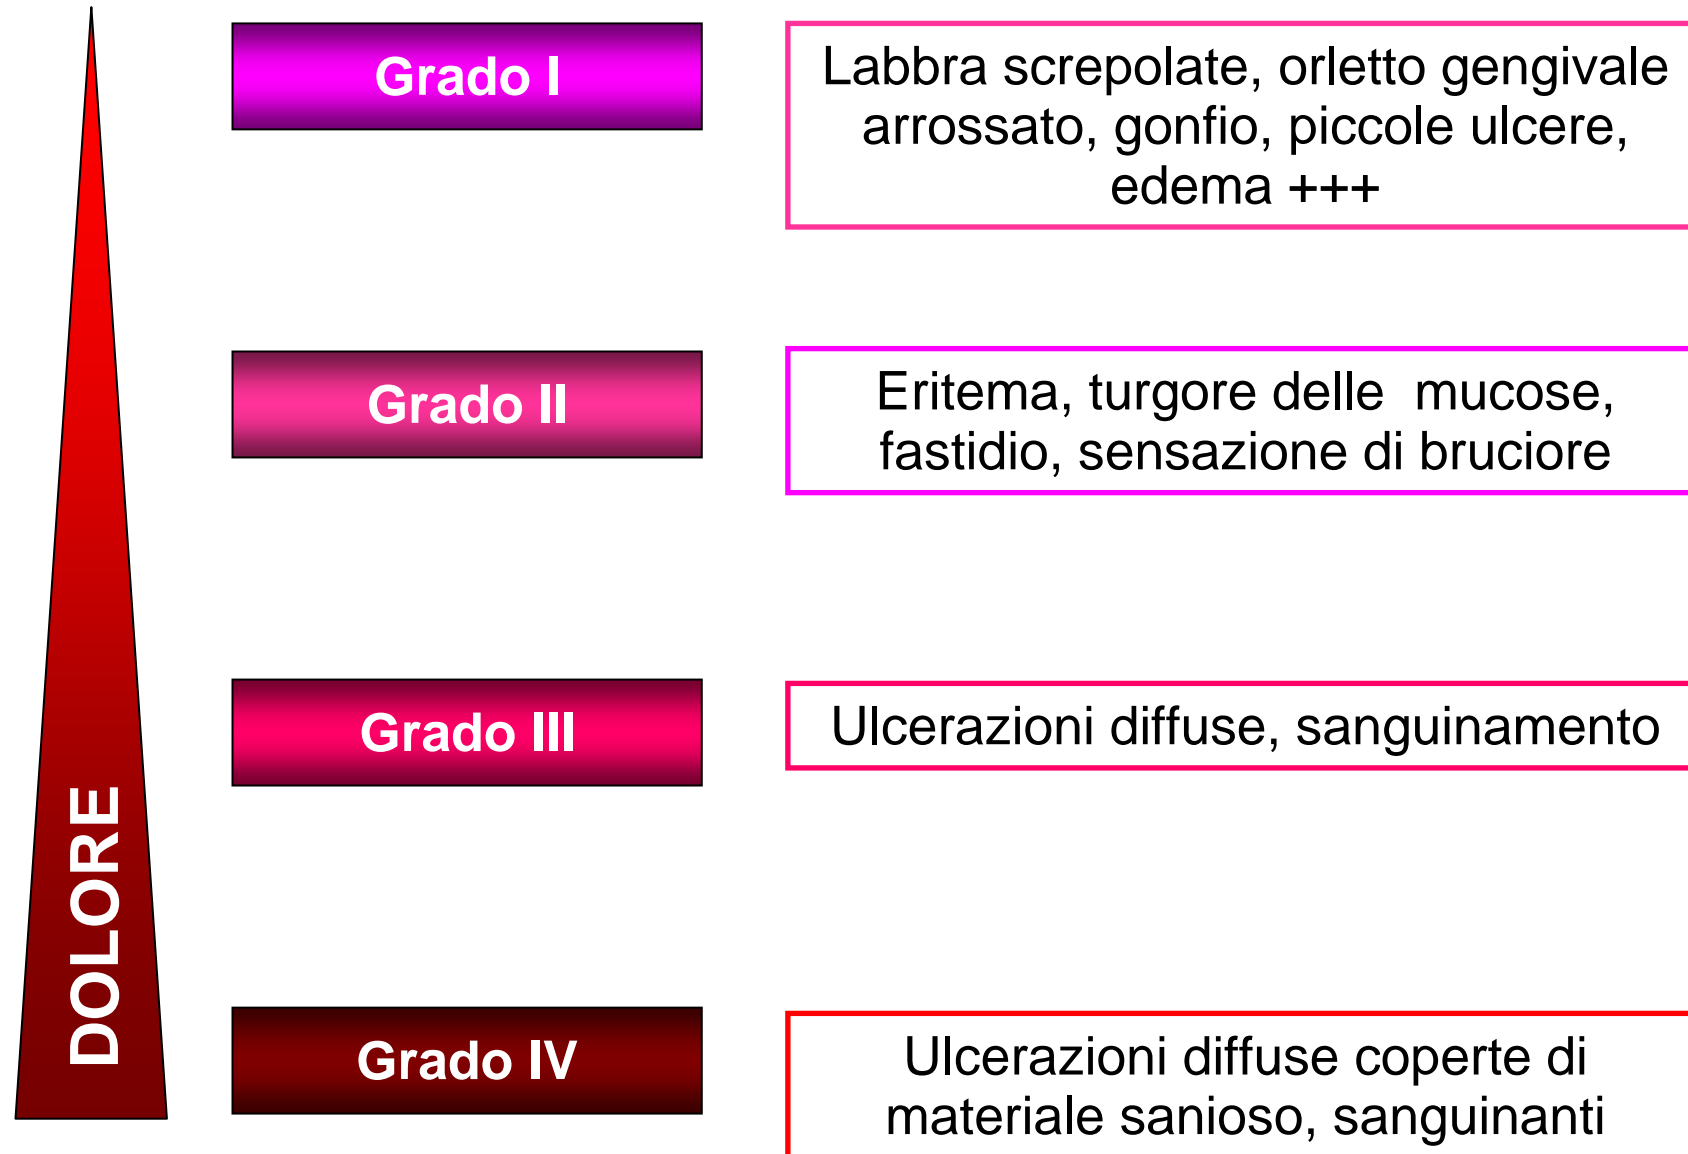 Grado I
Labbra screpolate, orletto gengivale
arrossato, gonfio, piccole ulcere,
edema +++
Grado II
Eritema, turgore delle  mucose,
fastidio, sensazione di bruciore
Grado III
Ulcerazioni diffuse, sanguinamento
DOLORE
Grado IV
Ulcerazioni diffuse coperte di
materiale sanioso, sanguinanti